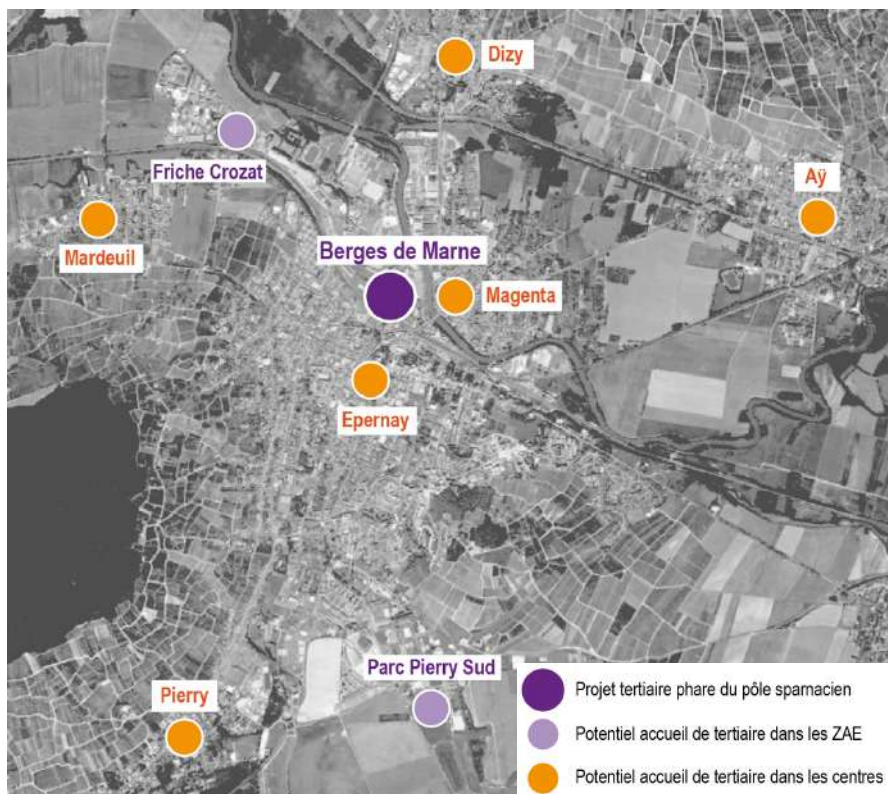 Dizy
Friche Crozat
Aÿ
Mardeuil
Berges de Marne
Magenta
Epernay
Parc Pierry Sud
Pierry
Projet tertiaire phare du pôle sparnacien
Potentiel accueil de tertiaire dans les ZAE
Potentiel accueil de tertiaire dans les centres